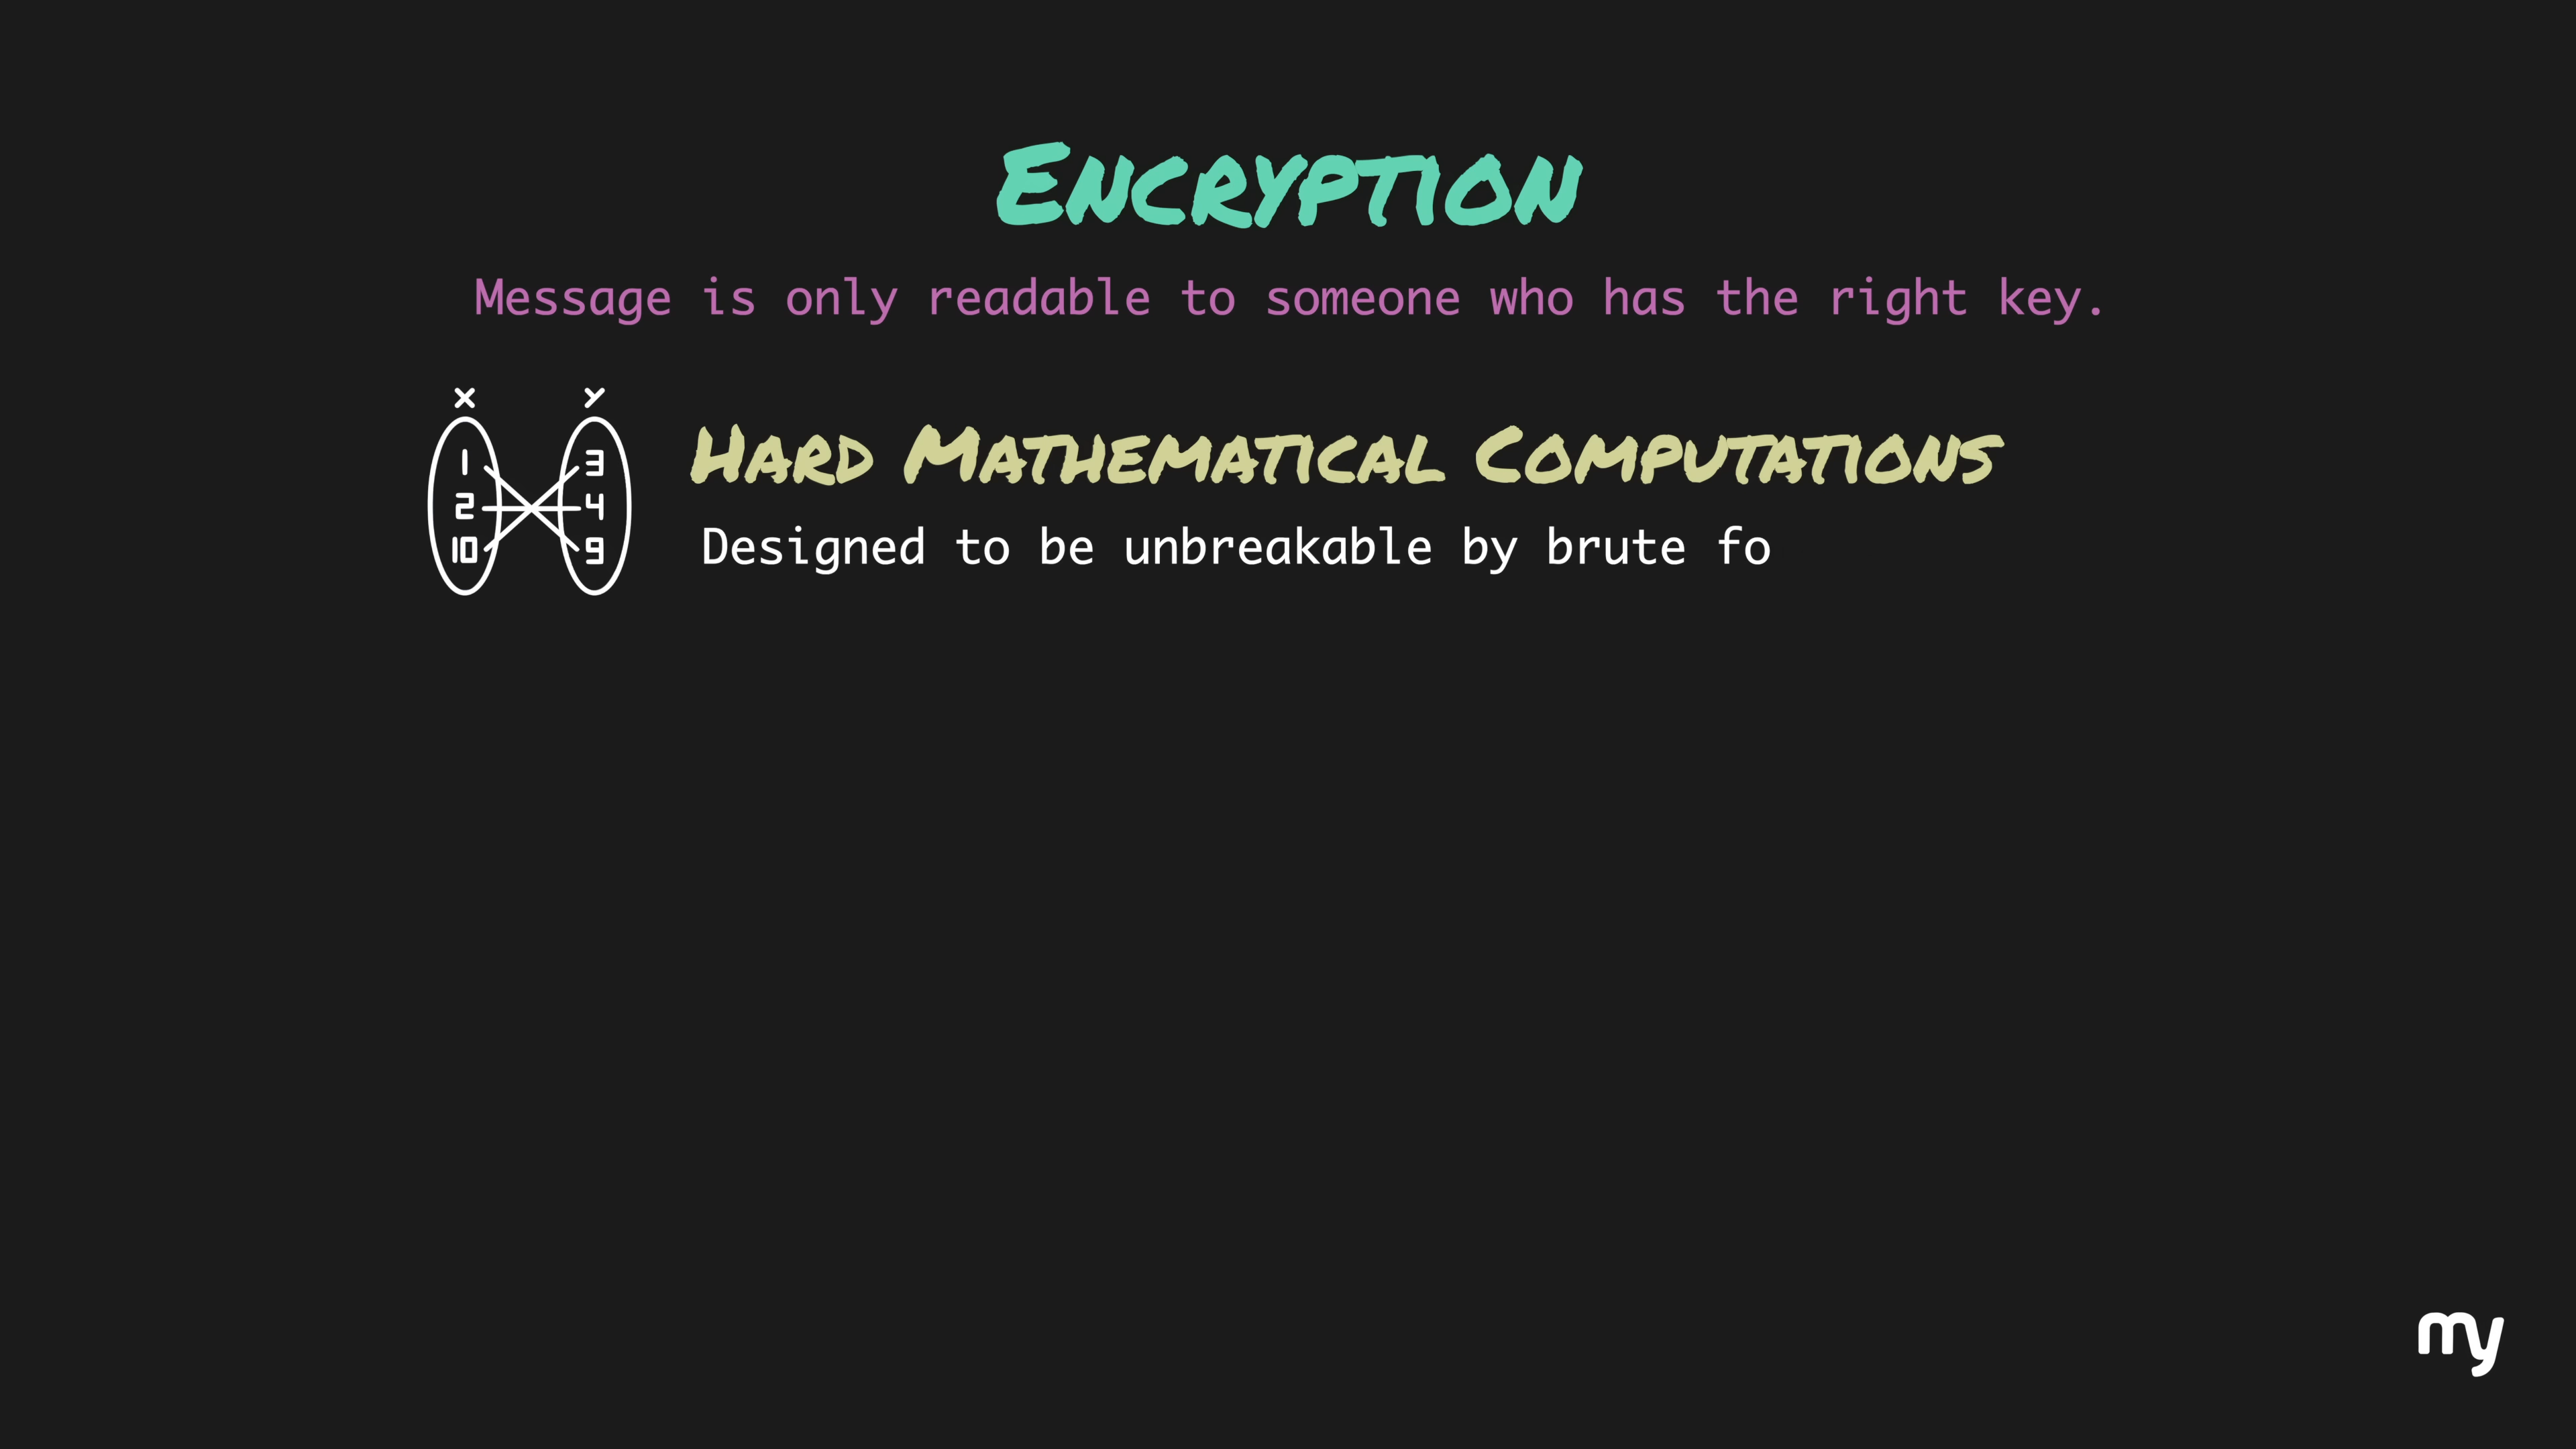 Encryption
Message is only readable to someone who has the right key.
X Y
1 3
2 4
10 9
Hard Mathematical Computations
Designed to be unbreakable by brute fo
my